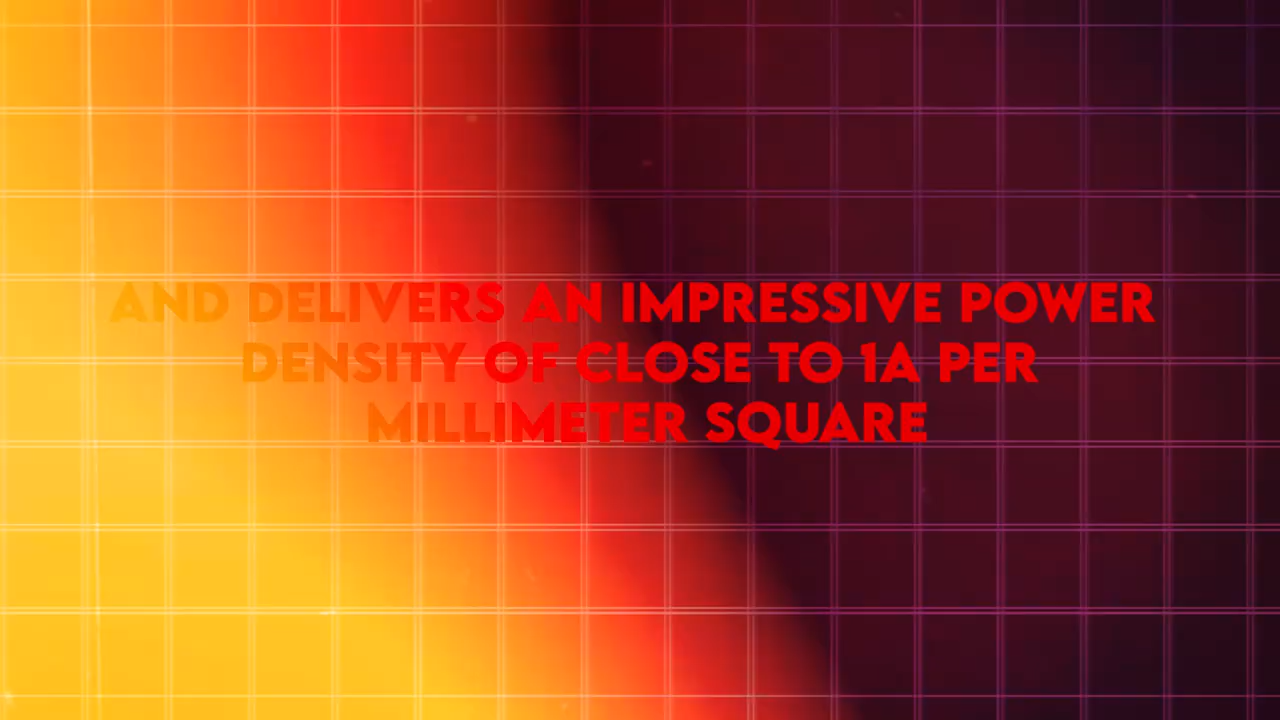 AND DELIVERS AN IMPRESSIVE POWER
DENSITY OF CLOSE TO 1A PER
MILLIMETER SQUARE